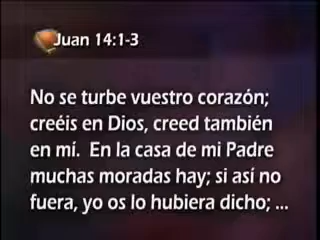 Juan 14:1-3
No se turbe vuestro corazón;
creéis en Dios, creed también
en mí. En la casa de mi Padre
muchas moradas hay; si así no
fuera, yo os lo hubiera dicho; ...